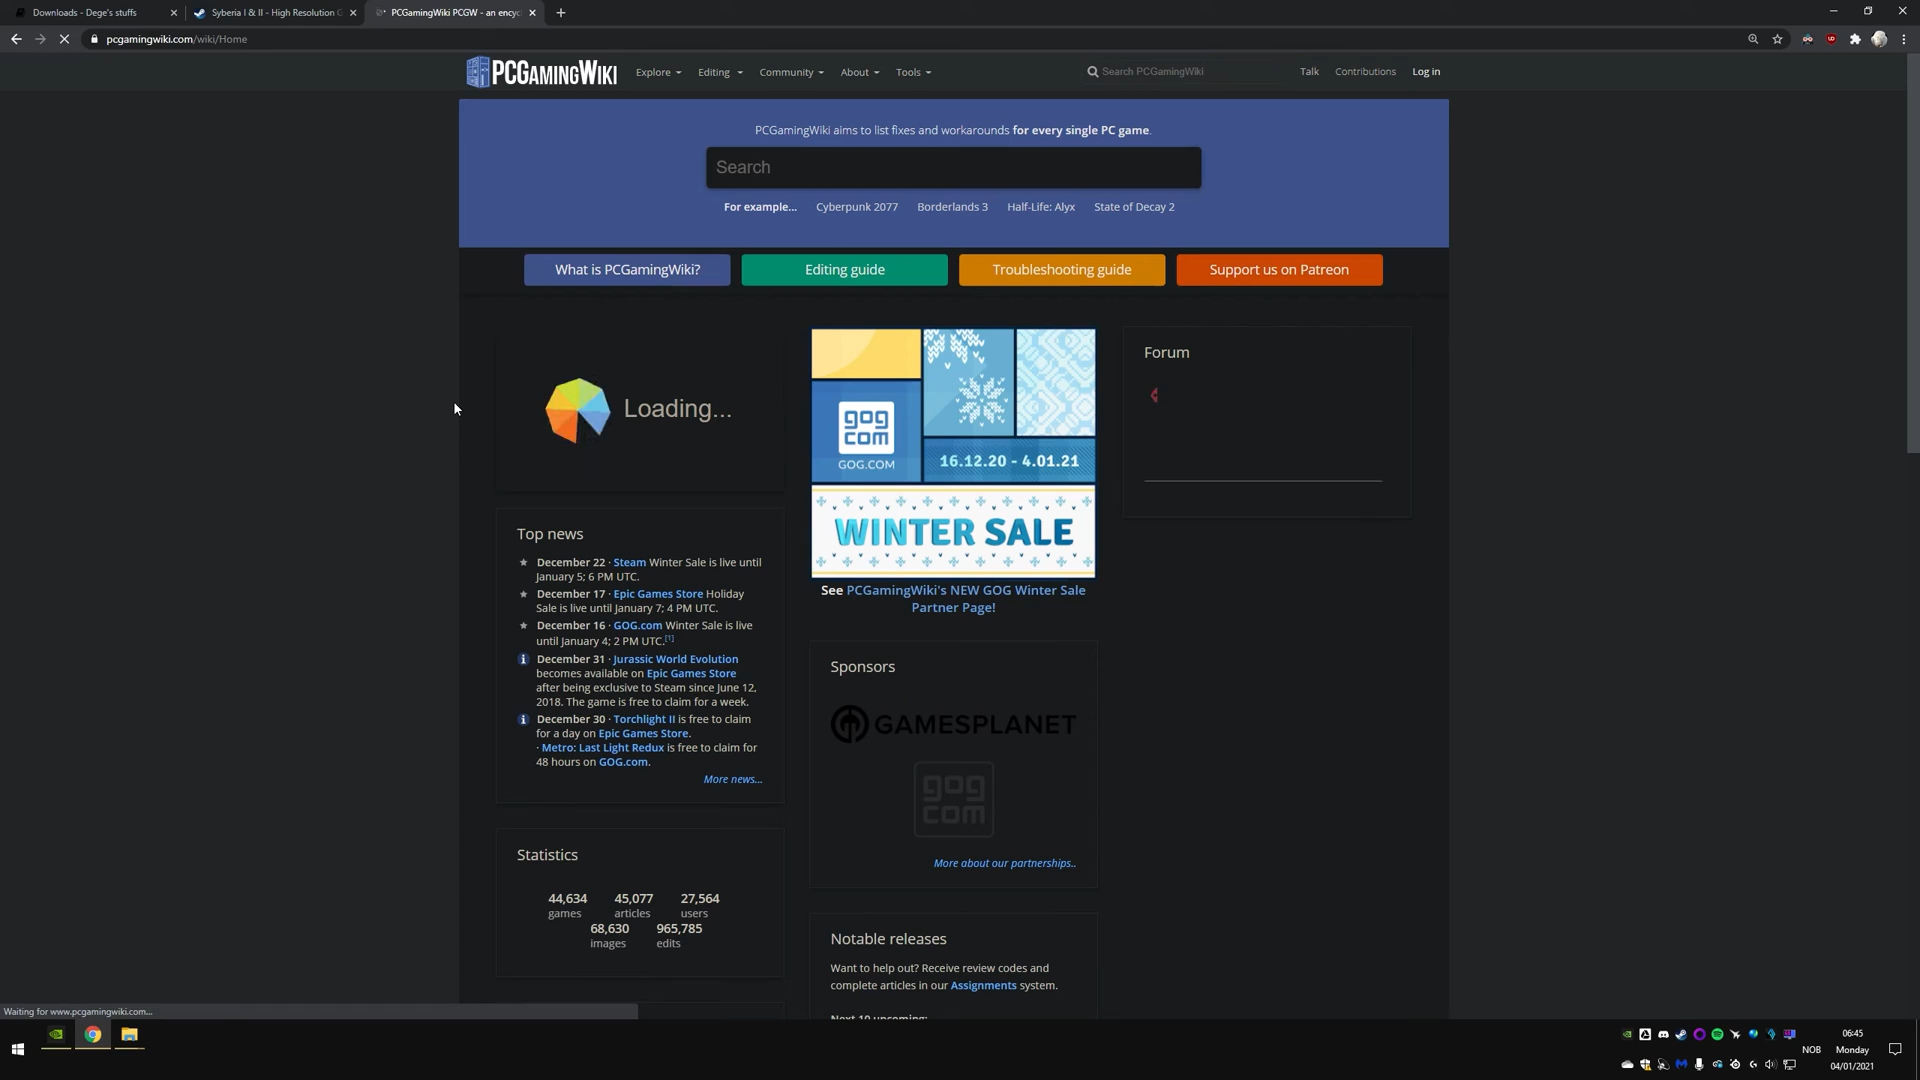 Downloads - Dege's stuffs
Syberia I & II - High Resolution G
PCGamingWiki PCGW - an ency
pcgamingwiki.com/wiki/Home
PCGAMINGWIKI
Explore
Editing
Community
About
Tools
Search PCGamingWiki
Talk
Contributions
Log in
PCGamingWiki aims to list fixes and workarounds for every single PC game.
Search
For example... Cyberpunk 2077 Borderlands 3 Half-Life: Alyx State of Decay 2
What is PCGamingWiki?
Editing guide
Troubleshooting guide
Support us on Patreon
Loading...
Top news
December 22 · Steam Winter Sale is live until
January 5; 6 PM UTC.
December 17 · Epic Games Store Holiday
Sale is live until January 7; 4 PM UTC.
December 16 · GOG.com Winter Sale is live
until January 4; 2 PM UTC.[1]
December 31 · Jurassic World Evolution
becomes available on Epic Games Store
after being exclusive to Steam since June 12,
2018. The game is free to claim for a week.
December 30 · Torchlight II is free to claim
for a day on Epic Games Store.
· Metro: Last Light Redux is free to claim for
48 hours on GOG.com.
More news...
Statistics
44,634 45,077 27,564
games articles users
68,630 965,785
images edits
gog
com
GOG.COM
16.12.20 - 4.01.21
WINTER SALE
See PCGamingWiki's NEW GOG Winter Sale
Partner Page!
Sponsors
GAMESPLANET
gog
com
More about our partnerships..
Notable releases
Want to help out? Receive review codes and
complete articles in our Assignments system.
Next 10 upcoming:
Forum
Waiting for www.pcgamingwiki.com...
NOB
06:45
Monday
04/01/2021